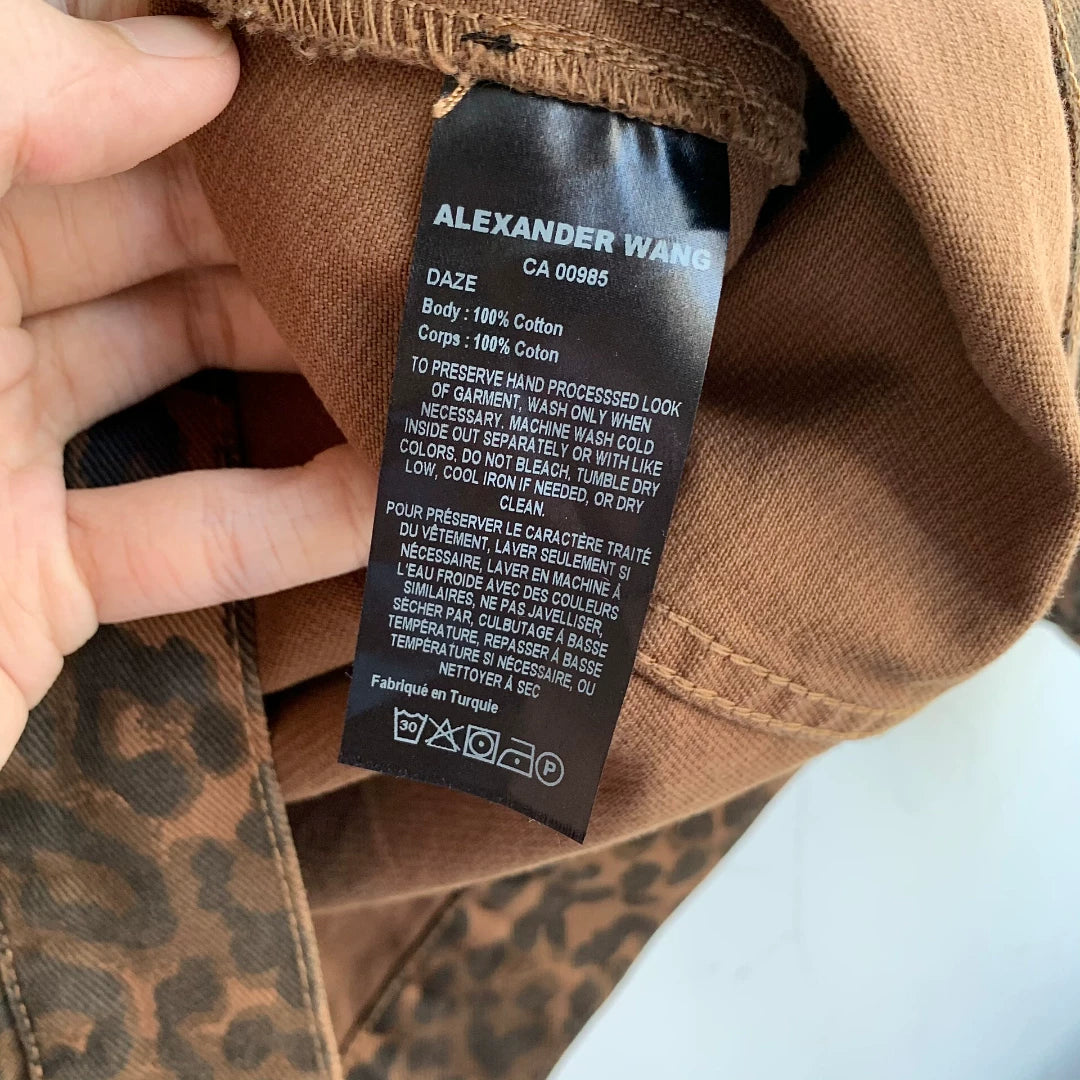 ALEXANDER WANG
CA 00985
DAZE
Body : 100% Cotton
Corps : 100% Coton
TO PRESERVE HAND PROCESSSED LOOK
OF GARMENT, WASH ONLY WHEN
NECESSARY. MACHINE WASH COLD
INSIDE OUT SEPARATELY OR WITH LIKE
COLORS. DO NOT BLEACH, TUMBLE DRY
LOW, COOL IRON IF NEEDED, OR DRY
CLEAN.
POUR PRÉSERVER LE CARACTÈRE TRAITÉ
DU VÊTEMENT, LAVER SEULEMENT SI
NÉCESSAIRE, LAVER EN MACHINE À
L'EAU FROIDE AVEC DES COULEURS
SIMILAIRES, NE PAS JAVELLISER,
SÈCHER PAR, CULBUTAGE À BASSE
TEMPÉRATURE, REPASSER À BASSE
TEMPÉRATURE SI NÉCESSAIRE, OU
NETTOYER À SEC
Fabriqué en Turquie
30 P